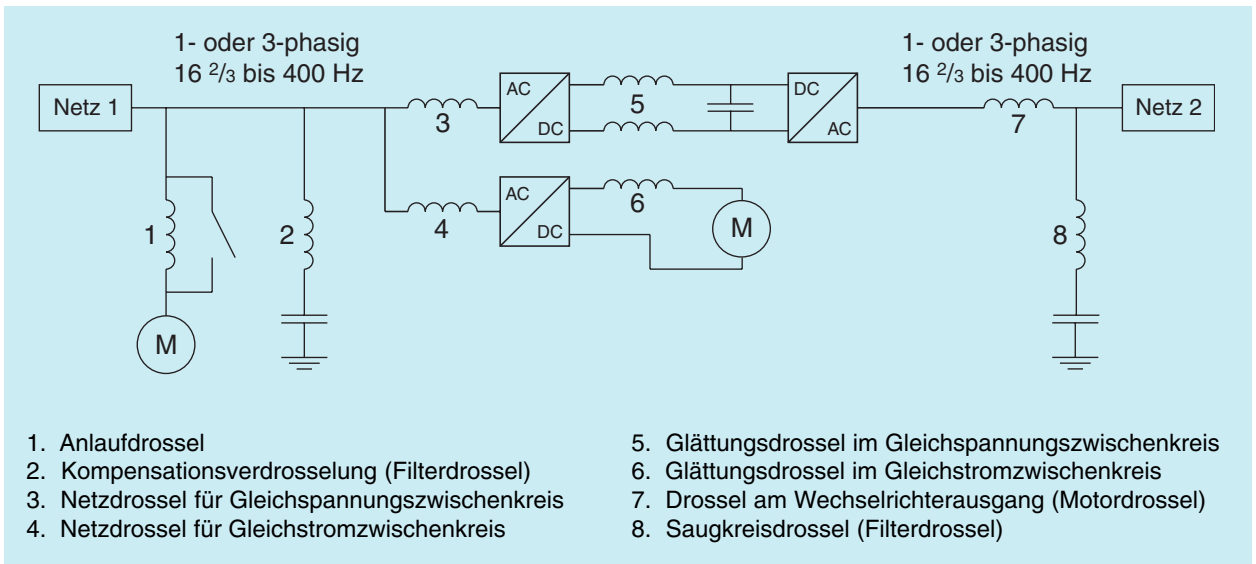 1- oder 3-phasig
16 2/3 bis 400 Hz
1- oder 3-phasig
16 2/3 bis 400 Hz
Netz 1
3
AC
DC
5
DC
AC
7
Netz 2
1
2
4
AC
DC
6
M
8
M
1. Anlaufdrossel
2. Kompensationsverdrosselung (Filterdrossel)
3. Netzdrossel für Gleichspannungszwischenkreis
4. Netzdrossel für Gleichstromzwischenkreis
5. Glättungsdrossel im Gleichspannungszwischenkreis
6. Glättungsdrossel im Gleichstromzwischenkreis
7. Drossel am Wechselrichterausgang (Motordrossel)
8. Saugkreisdrossel (Filterdrossel)